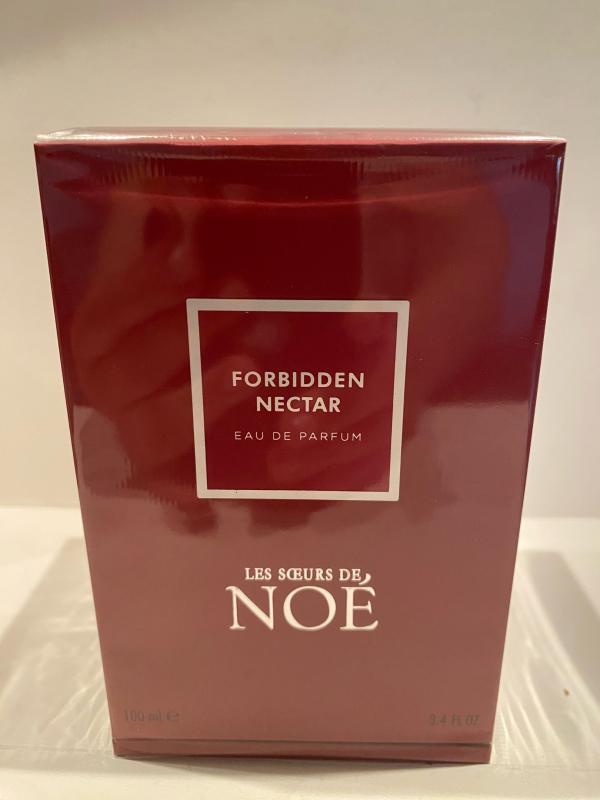 FORBIDDEN
NECTAR
EAU DE PARFUM
LES SŒURS DE
NOÉ
100 ml ℮
3.4 FL OZ